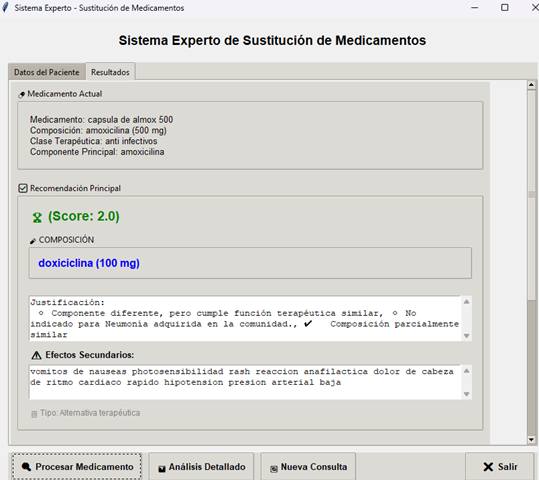 Sistema Experto - Sustitución de Medicamentos
Sistema Experto de Sustitución de Medicamentos
Datos del Paciente
Resultados
Medicamento Actual
Medicamento: capsula de almox 500
Composición: amoxicilina (500 mg)
Clase Terapéutica: anti infectivos
Componente Principal: amoxicilina
Recomendación Principal
(Score: 2.0)
COMPOSICIÓN
doxiciclina (100 mg)
Justificación:
○ Componente diferente, pero cumple función terapéutica similar, ○ No
indicado para Neumonía adquirida en la comunidad., ✔ Composición parcialmente
similar
⚠ Efectos Secundarios:
vomitos de nauseas photosensibilidad rash reaccion anafilactica dolor de cabeza
de ritmo cardiaco rapido hipotension presion arterial baja
Tipo: Alternativa terapéutica
Procesar Medicamento
Análisis Detallado
Nueva Consulta
Salir